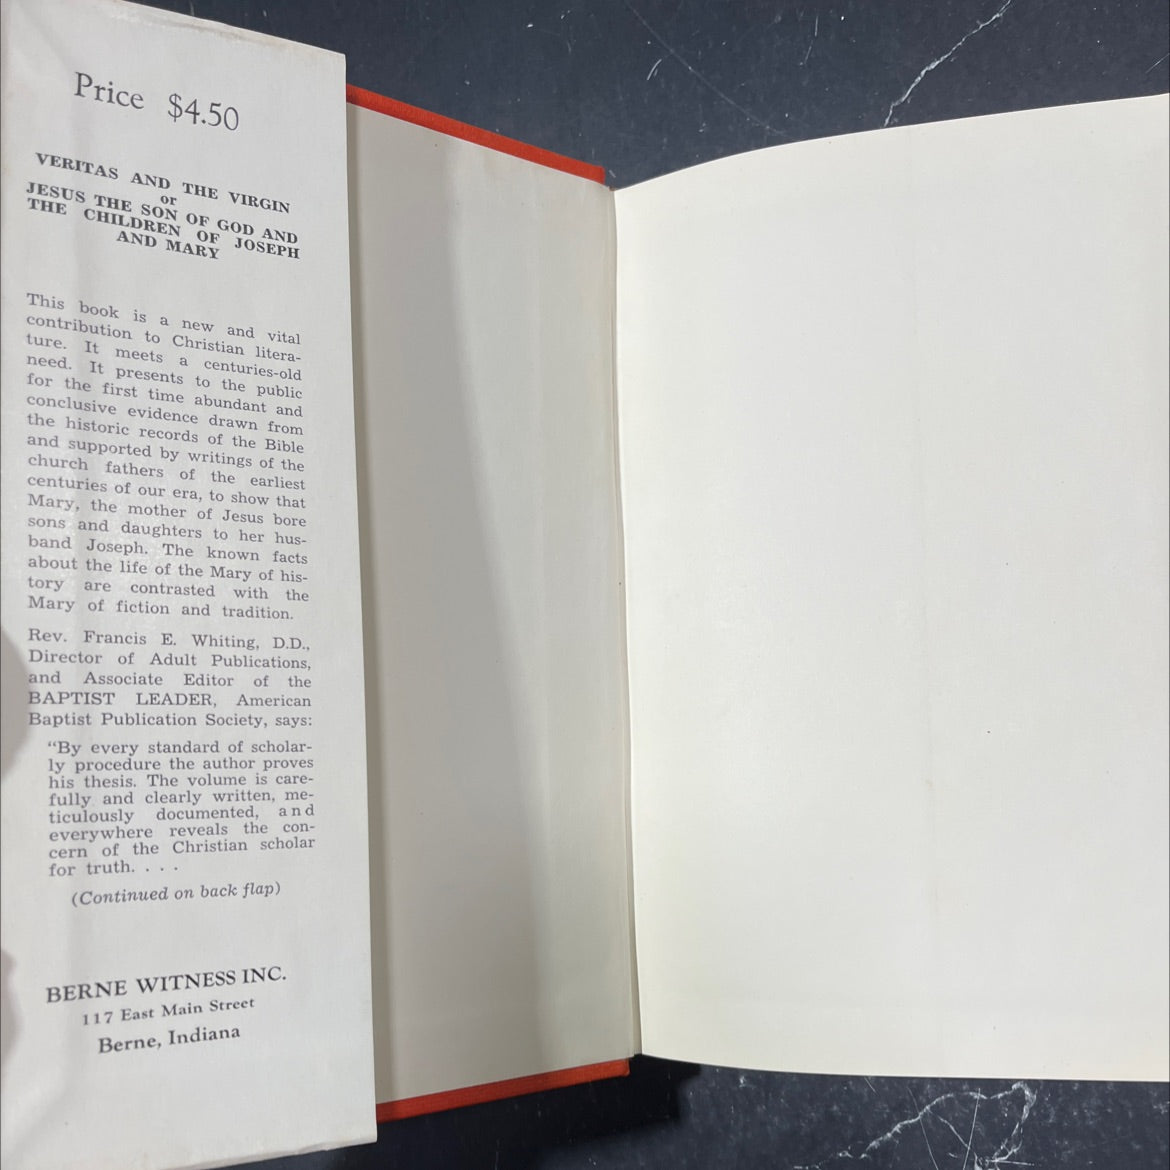 Price $4.50
VERITAS AND THE VIRGIN
or
JESUS THE SON OF GOD AND
THE CHILDREN OF JOSEPH
AND MARY
This book is a new and vital
contribution to Christian litera-
ture. It meets a centuries-old
need. It presents to the public
for the first time abundant and
conclusive evidence drawn from
the historic records of the Bible
and supported by writings of the
church fathers of the earliest
centuries of our era, to show that
Mary, the mother of Jesus bore
sons and daughters to her hus-
band Joseph. The known facts
about the life of the Mary of his-
tory are contrasted with the
Mary of fiction and tradition.
Rev. Francis E. Whiting, D.D.,
Director of Adult Publications,
and Associate Editor of the
BAPTIST LEADER, American
Baptist Publication Society, says:
“By every standard of scholar-
ly procedure the author proves
his thesis. The volume is care-
fully and clearly written, me-
ticulously documented, and
everywhere reveals the con-
cern of the Christian scholar
for truth. . . .
(Continued on back flap)
BERNE WITNESS INC.
117 East Main Street
Berne, Indiana